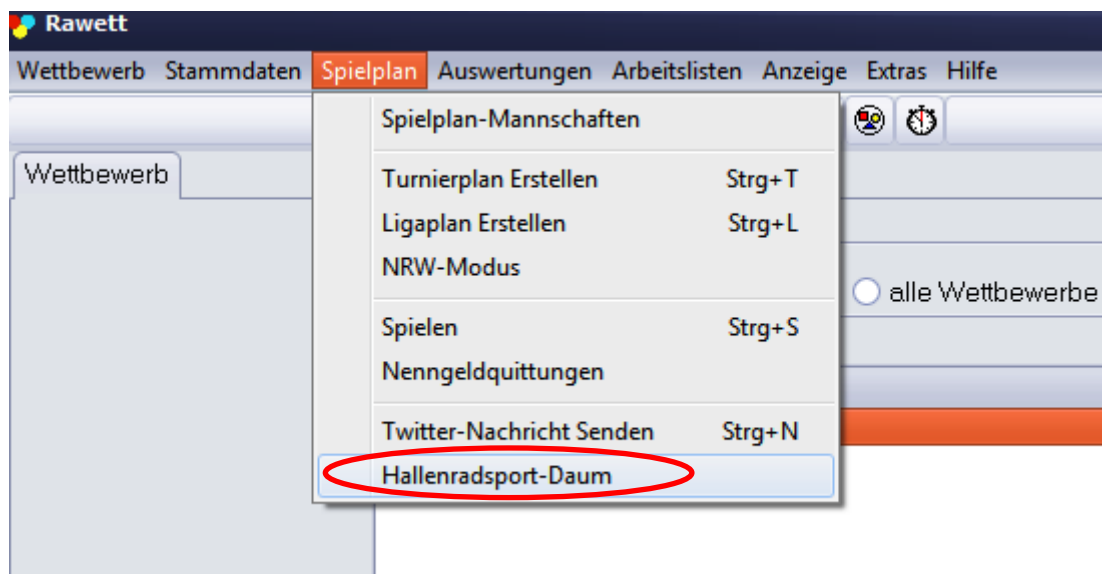 Rawett
Wettbewerb Stammdaten Spielplan Auswertungen Arbeitslisten Anzeige Extras Hilfe
Spielplan-Mannschaften
Wettbewerb
Turnierplan Erstellen Strg+T
Ligaplan Erstellen Strg+L
NRW-Modus
alle Wettbewerbe
Spielen Strg+S
Nenngeldquittungen
Twitter-Nachricht Senden Strg+N
Hallenradsport-Daum